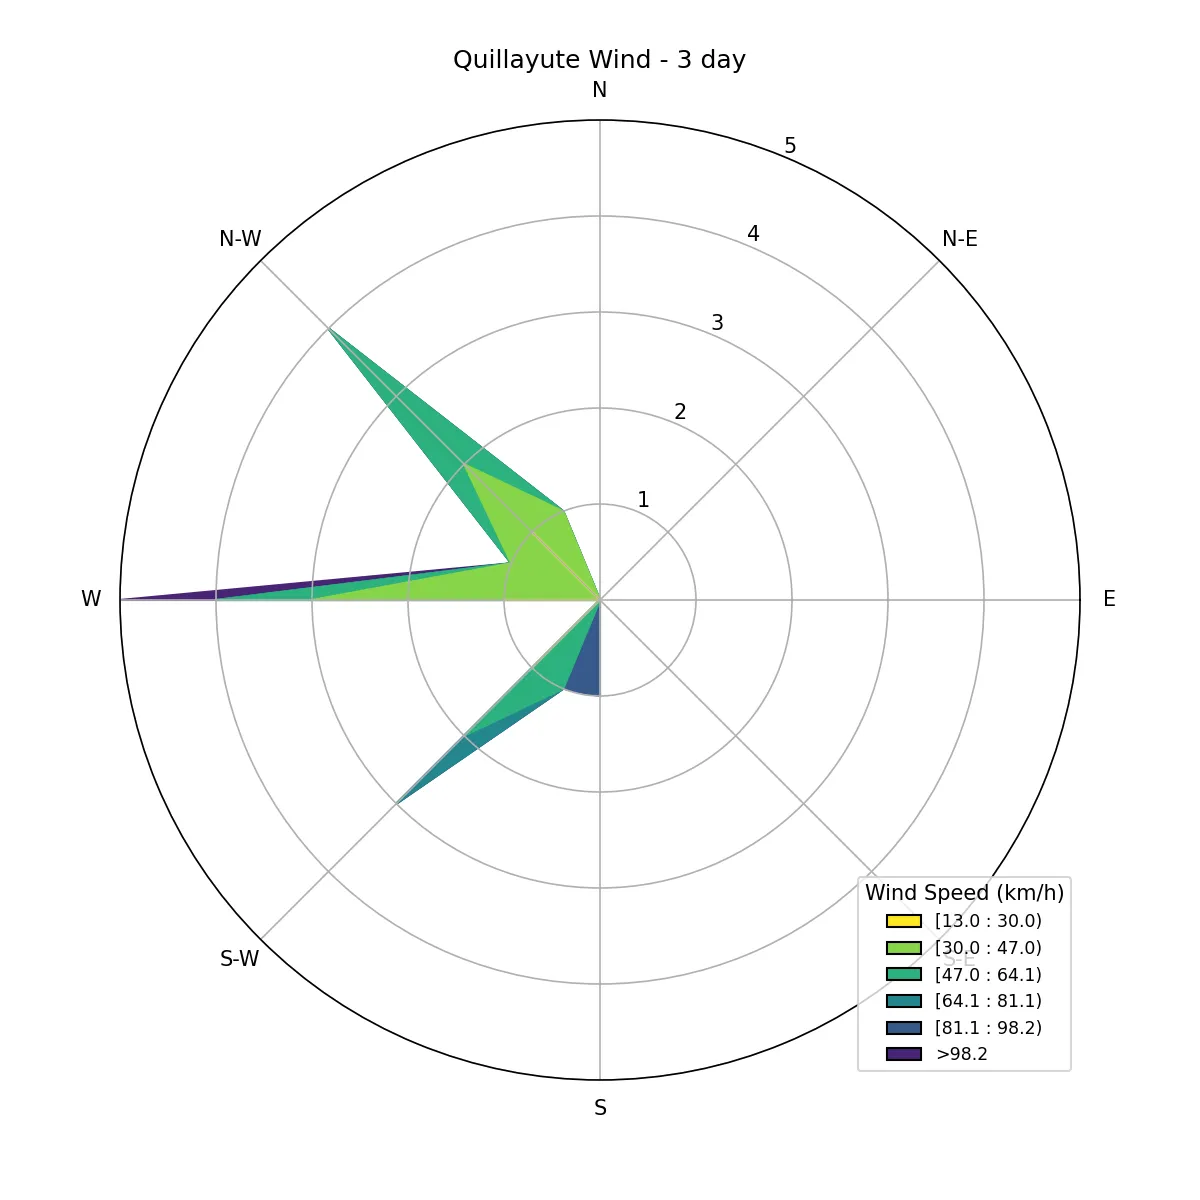 Quillayute Wind - 3 day
N
5
N-W
N-E
4
3
2
1
W
E
S-W
S-E
S
Wind Speed (km/h)
[13.0 : 30.0)
[30.0 : 47.0)
[47.0 : 64.1)
[64.1 : 81.1)
[81.1 : 98.2)
>98.2